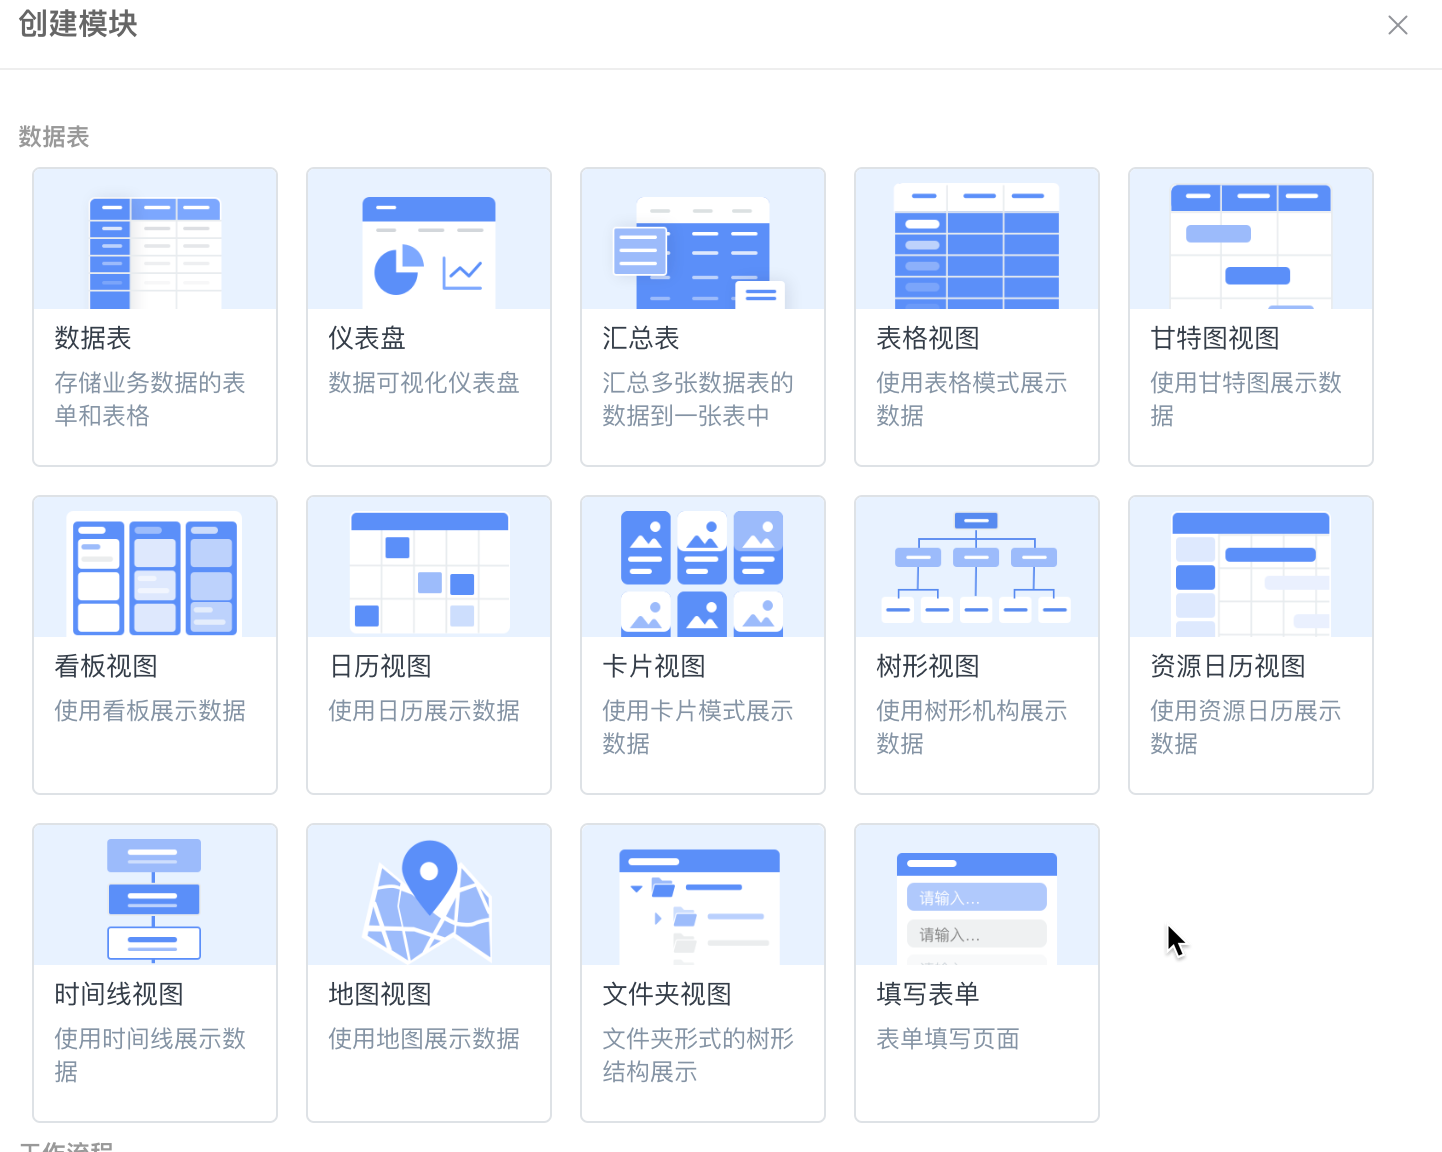 创建模块
数据表
数据表
存储业务数据的表
单和表格
仪表盘
数据可视化仪表盘
汇总表
汇总多张数据表的
数据到一张表中
表格视图
使用表格模式展示
数据
甘特图视图
使用甘特图展示数
据
看板视图
使用看板展示数据
日历视图
使用日历展示数据
卡片视图
使用卡片模式展示
数据
树形视图
使用树形机构展示
数据
资源日历视图
使用资源日历展示
数据
时间线视图
使用时间线展示数
据
地图视图
使用地图展示数据
文件夹视图
文件夹形式的树形
结构展示
请输入...
请输入...
请输入...
填写表单
表单填写页面
工作流程